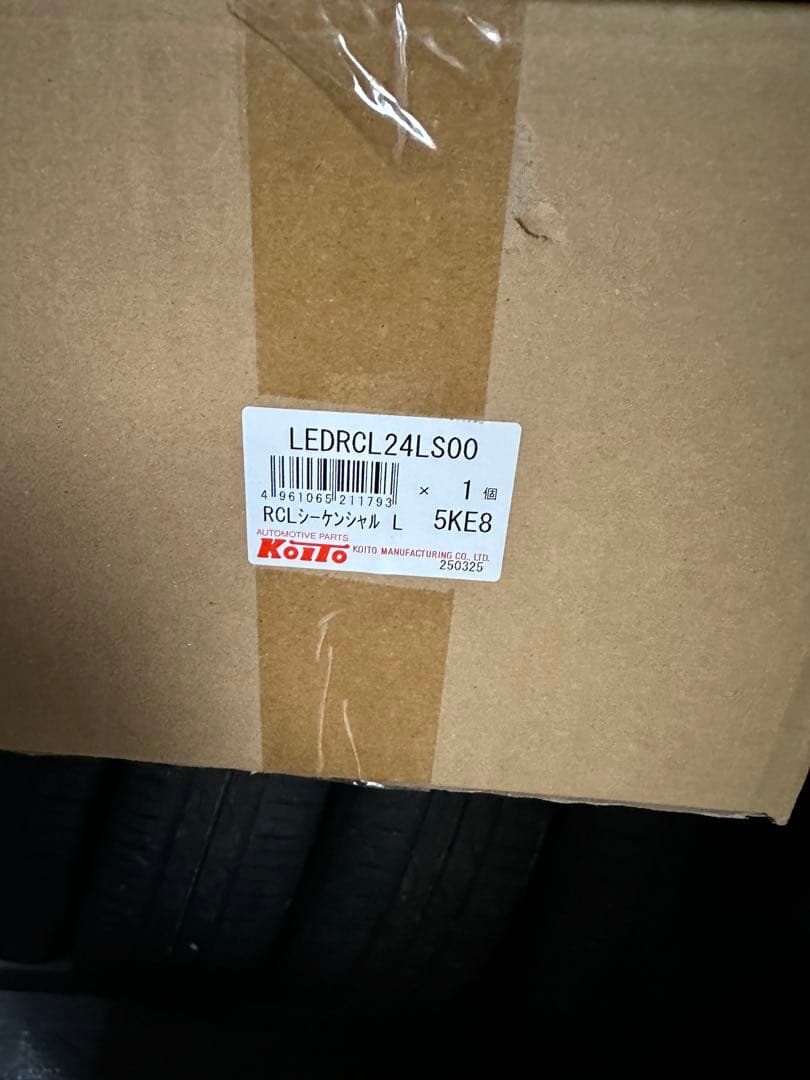 LEDRCL24LS00
4 961065 211793 × 1 個
RCLシーケンシャル L 5KE8
AUTOMOTIVE PARTS
KOITO KOITO MANUFACTURING CO., LTD.
250325